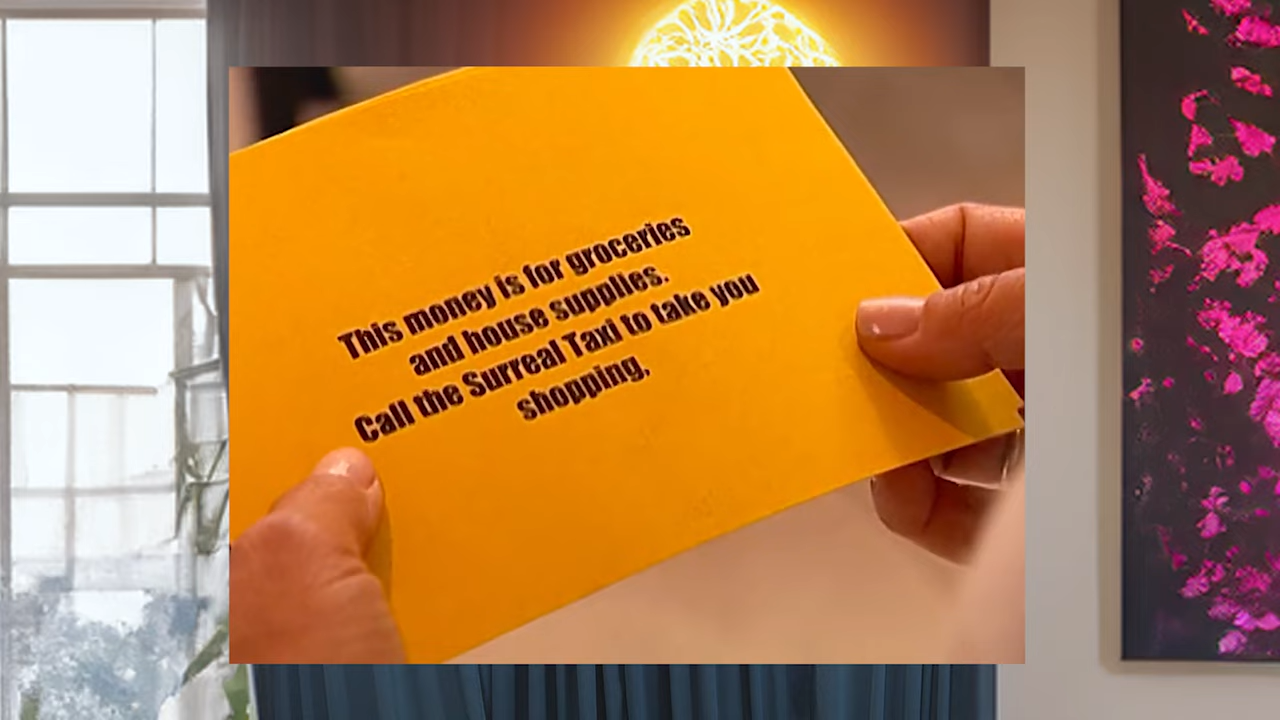 This money is for groceries
and house supplies.
Call the Surreal Taxi to take you
shopping,